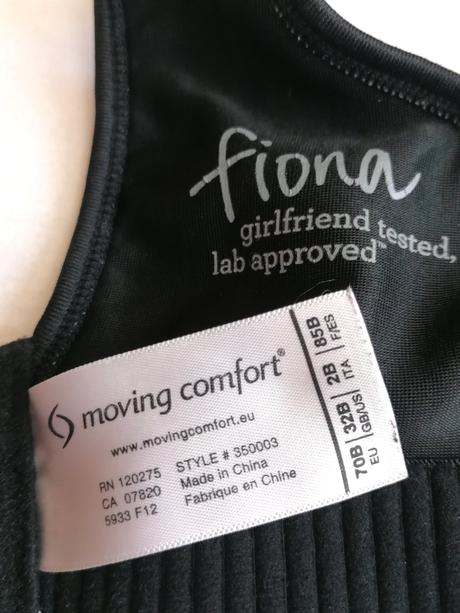 fiona
girlfriend tested,
lab approved™
moving comfort®
www.movingcomfort.eu
RN 120275 STYLE # 350003
CA 07820 Made in China
5933 F12 Fabrique en Chine
70B 32B 2B 85B
EU GB/US ITA F/ES